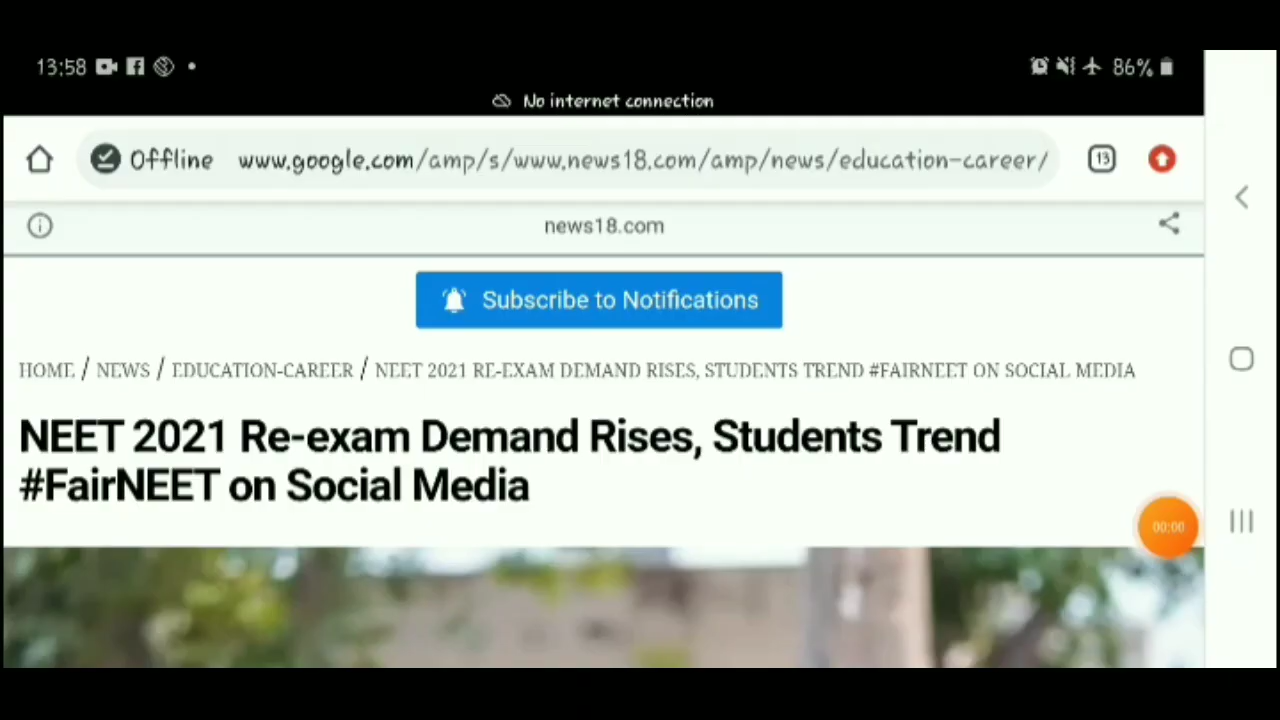 13:58
86%
No internet connection
Offline www.google.com/amp/s/www.news18.com/amp/news/education-career/
13
news18.com
Subscribe to Notifications
HOME / NEWS / EDUCATION-CAREER / NEET 2021 RE-EXAM DEMAND RISES, STUDENTS TREND #FAIRNEET ON SOCIAL MEDIA
NEET 2021 Re-exam Demand Rises, Students Trend
#FairNEET on Social Media
00:00